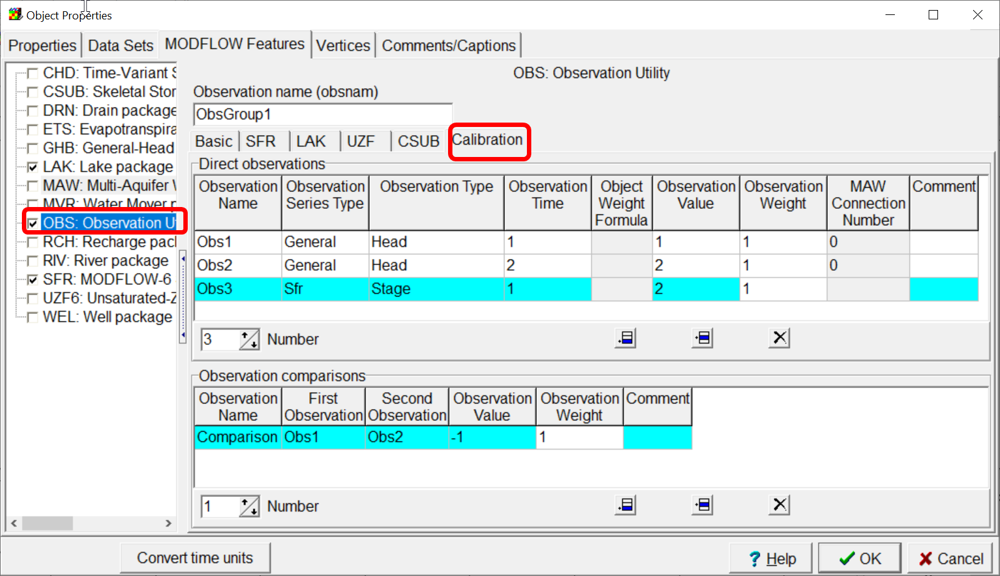 Object Properties
Properties
Data Sets
MODFLOW Features
Vertices
Comments/Captions
CHD: Time-Variant S
CSUB: Skeletal Stor
DRN: Drain package
ETS: Evapotranspira
GHB: General-Head
LAK: Lake package
MAW: Multi-Aquifer
MVR: Water Mover p
OBS: Observation Ut
RCH: Recharge pac
RIV: River package
SFR: MODFLOW-6
UZF6: Unsaturated-Z
WEL: Well package
OBS: Observation Utility
Observation name (obsnam)
ObsGroup1
Basic
SFR
LAK
UZF
CSUB
Calibration
Direct observations
Observation Name
Observation Series Type
Observation Type
Observation Time
Object Weight Formula
Observation Value
Observation Weight
MAW Connection Number
Comment
Obs1 General Head 1 1 1 0
Obs2 General Head 2 2 1 0
Obs3 Sfr Stage 1 2 1
3 Number
Observation comparisons
Observation Name
First Observation
Second Observation
Observation Value
Observation Weight
Comment
Comparison Obs1 Obs2 -1 1
1 Number
Convert time units
? Help
OK
Cancel